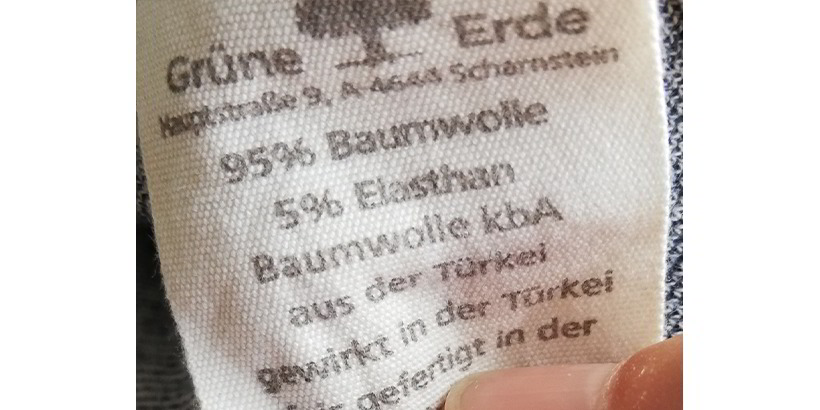 Grüne Erde
Hauptstraße 9, A-4644 Scharnstein
95% Baumwolle
5% Elasthan
Baumwolle kbA
aus der Türkei
gewirkt in der Türkei
gefertigt in der